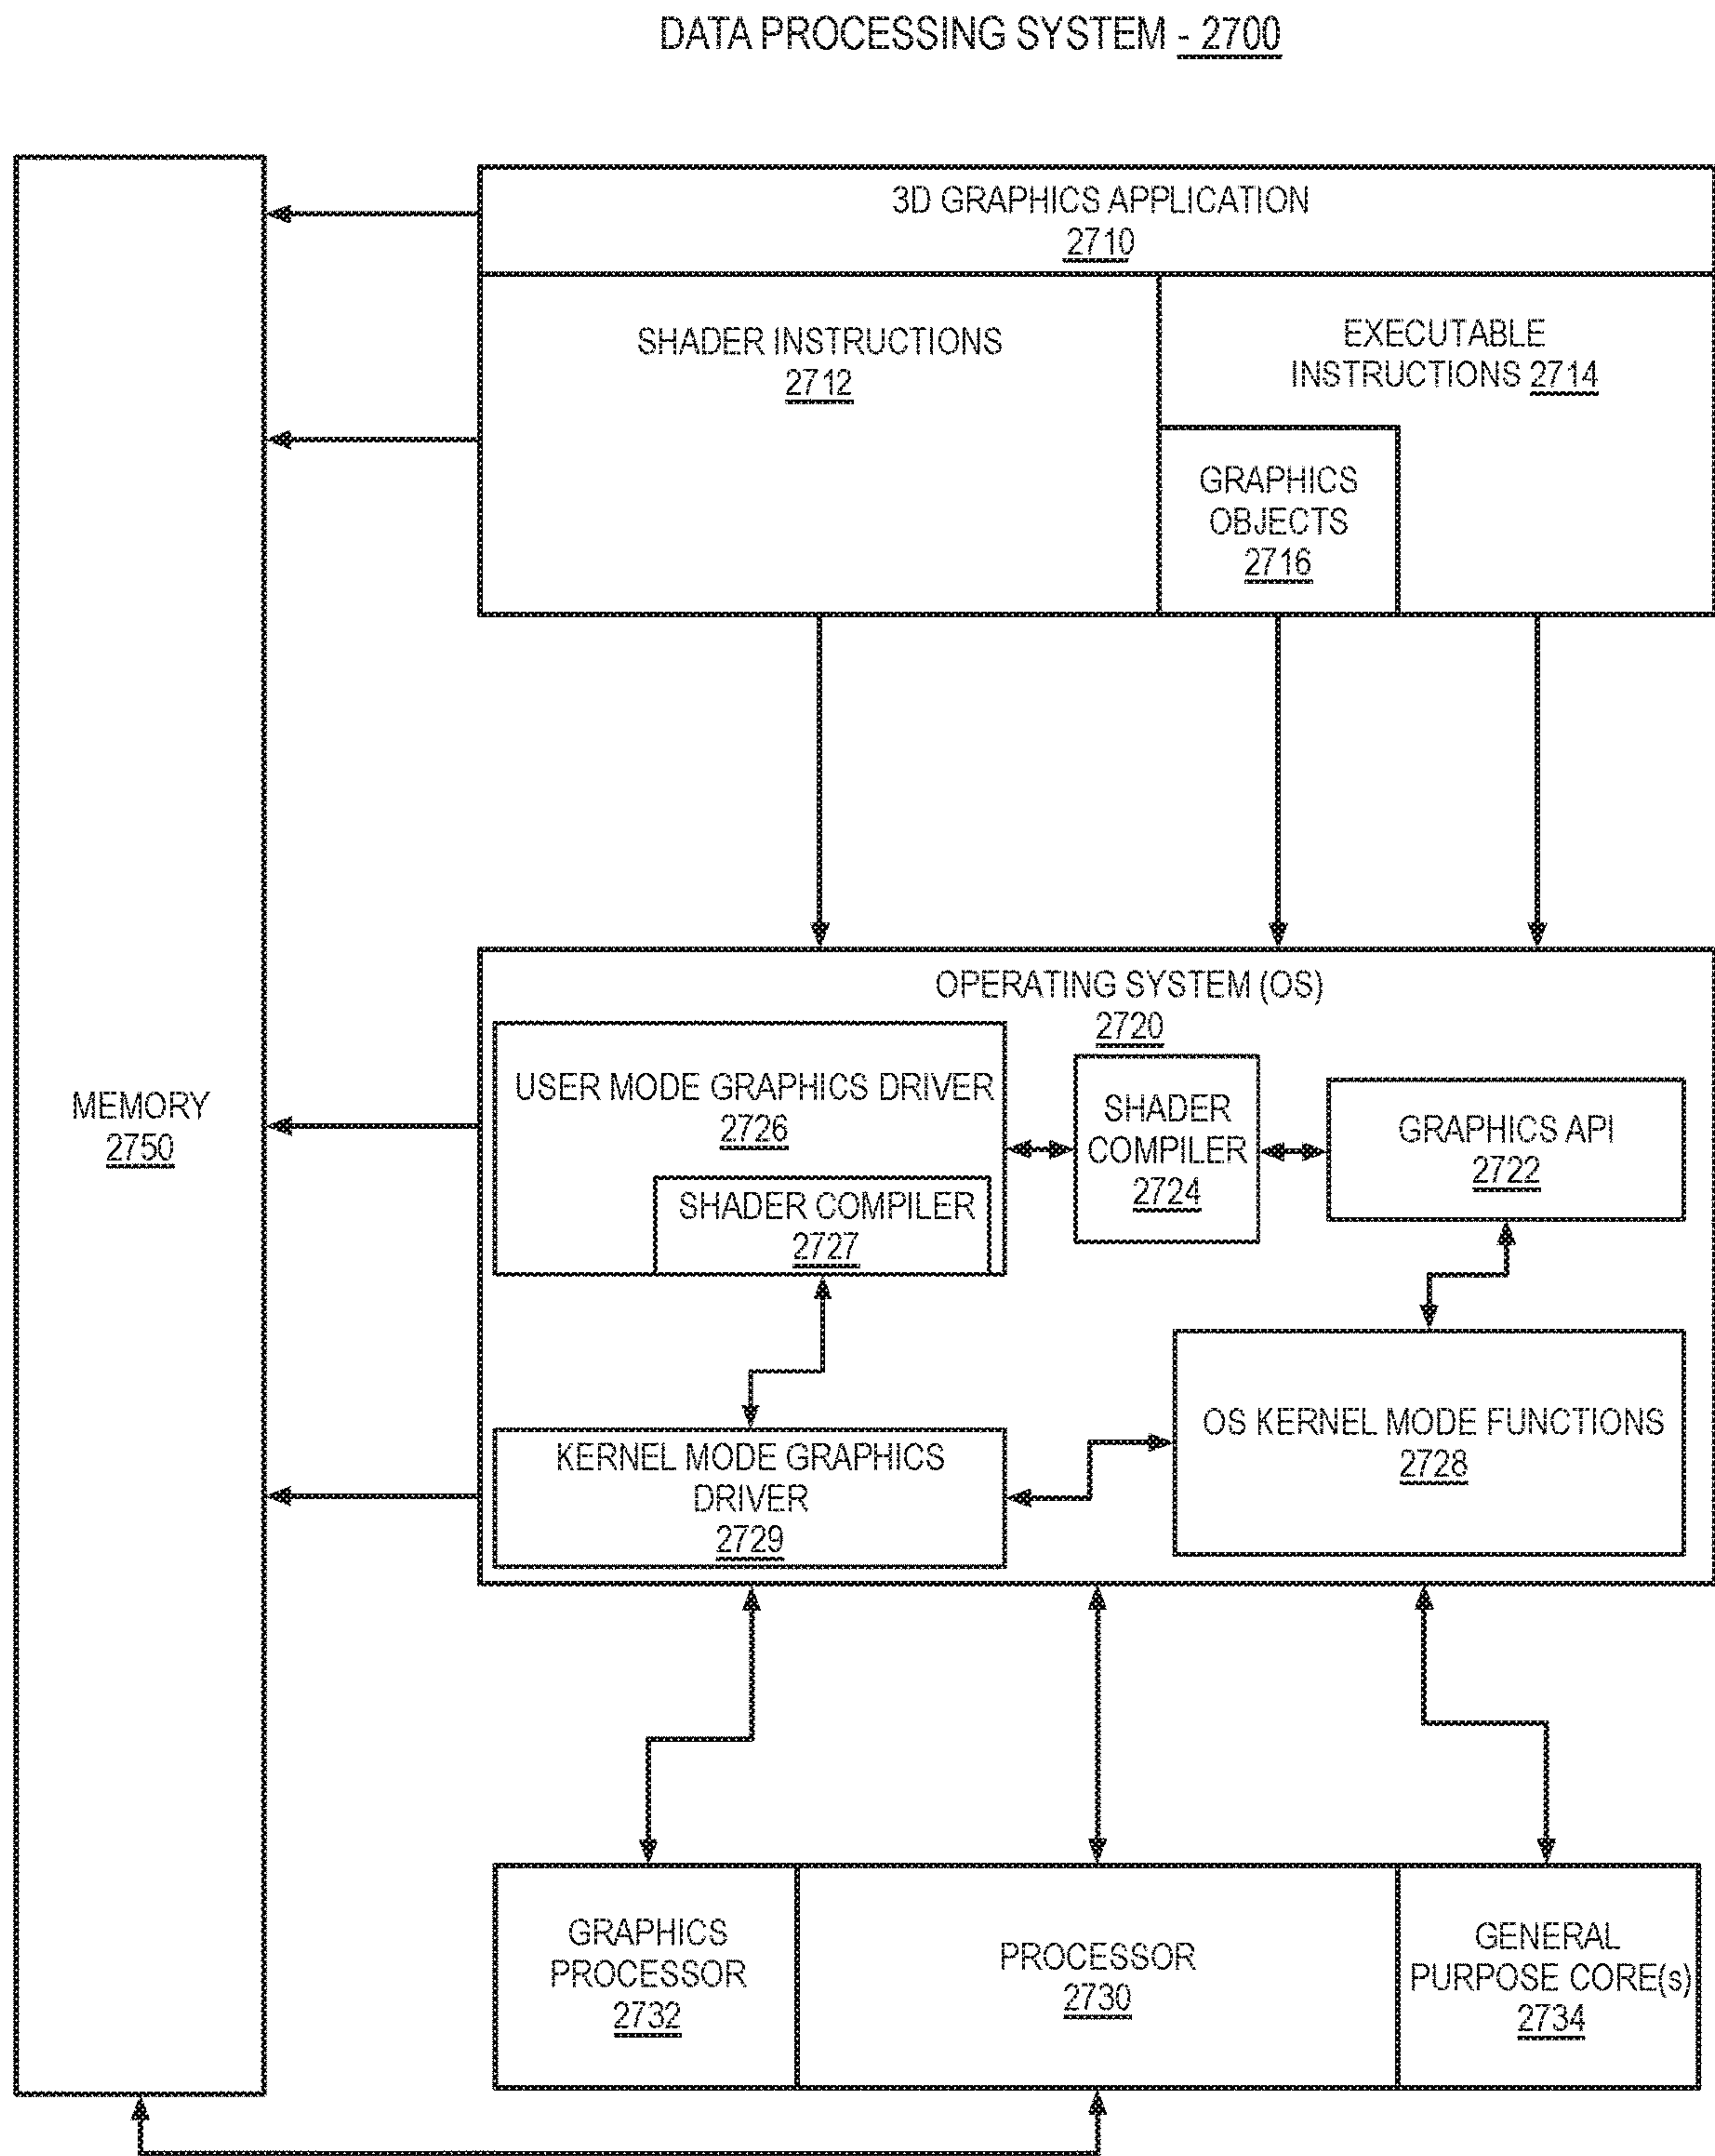 DATA PROCESSING SYSTEM - 2700
3D GRAPHICS APPLICATION
2710
SHADER INSTRUCTIONS
2712
EXECUTABLE
INSTRUCTIONS 2714
GRAPHICS
OBJECTS
2716
OPERATING SYSTEM (OS)
2720
USER MODE GRAPHICS DRIVER
2726
SHADER COMPILER
2727
SHADER
COMPILER
2724
GRAPHICS API
2722
MEMORY
2750
KERNEL MODE GRAPHICS
DRIVER
2729
OS KERNEL MODE FUNCTIONS
2728
GRAPHICS
PROCESSOR
2732
PROCESSOR
2730
GENERAL
PURPOSE CORE(s)
2734